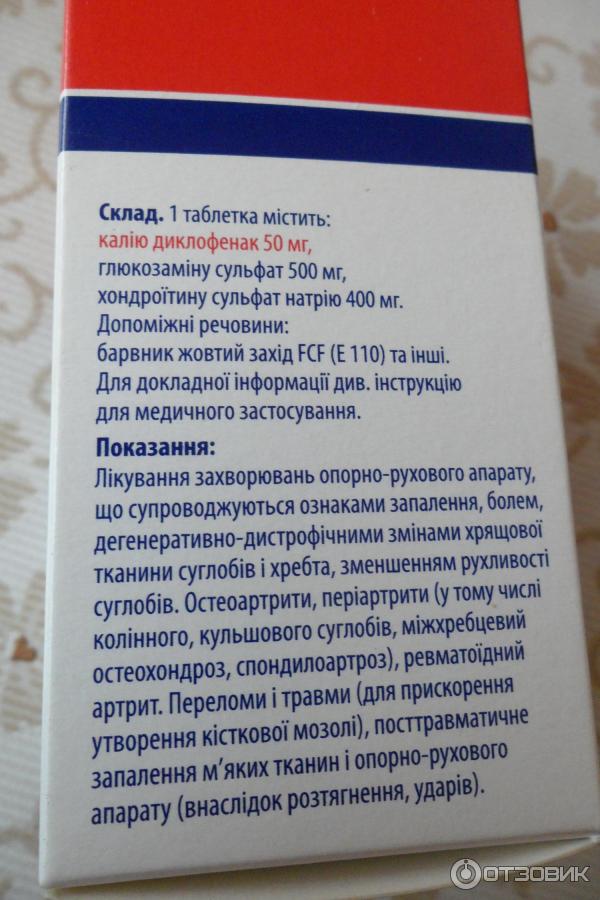 Склад. 1 таблетка містить:
калію диклофенак 50 мг,
глюкозаміну сульфат 500 мг,
хондроїтину сульфат натрію 400 мг.
Допоміжні речовини:
барвник жовтий захід FCF (Е 110) та інші.
Для докладної інформації див. інструкцію
для медичного застосування.
Показання:
Лікування захворювань опорно-рухового апарату,
що супроводжуються ознаками запалення, болем,
дегенеративно-дистрофічними змінами хрящової
тканини суглобів і хребта, зменшенням рухливості
суглобів. Остеоартрити, періартрити (у тому числі
колінного, кульшового суглобів, міжхребцевий
остеохондроз, спондилоартроз), ревматоїдний
артрит. Переломи і травми (для прискорення
утворення кісткової мозолі), посттравматичне
запалення м’яких тканин і опорно-рухового
апарату (внаслідок розтягнення, ударів).
ОТЗОВИК